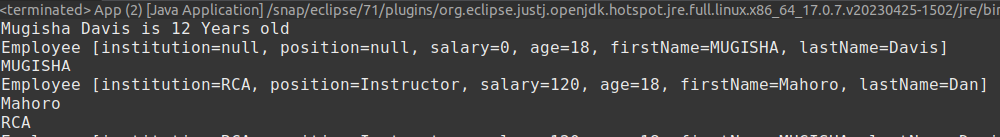 <terminated> App (2) [Java Application] /snap/eclipse/71/plugins/org.eclipse.justj.openjdk.hotspot.jre.full.linux.x86_64_17.0.7.v20230425-1502/jre/bin
Mugisha Davis is 12 Years old
Employee [institution=null, position=null, salary=0, age=18, firstName=MUGISHA, lastName=Davis]
MUGISHA
Employee [institution=RCA, position=Instructor, salary=120, age=18, firstName=Mahoro, lastName=Dan]
Mahoro
RCA